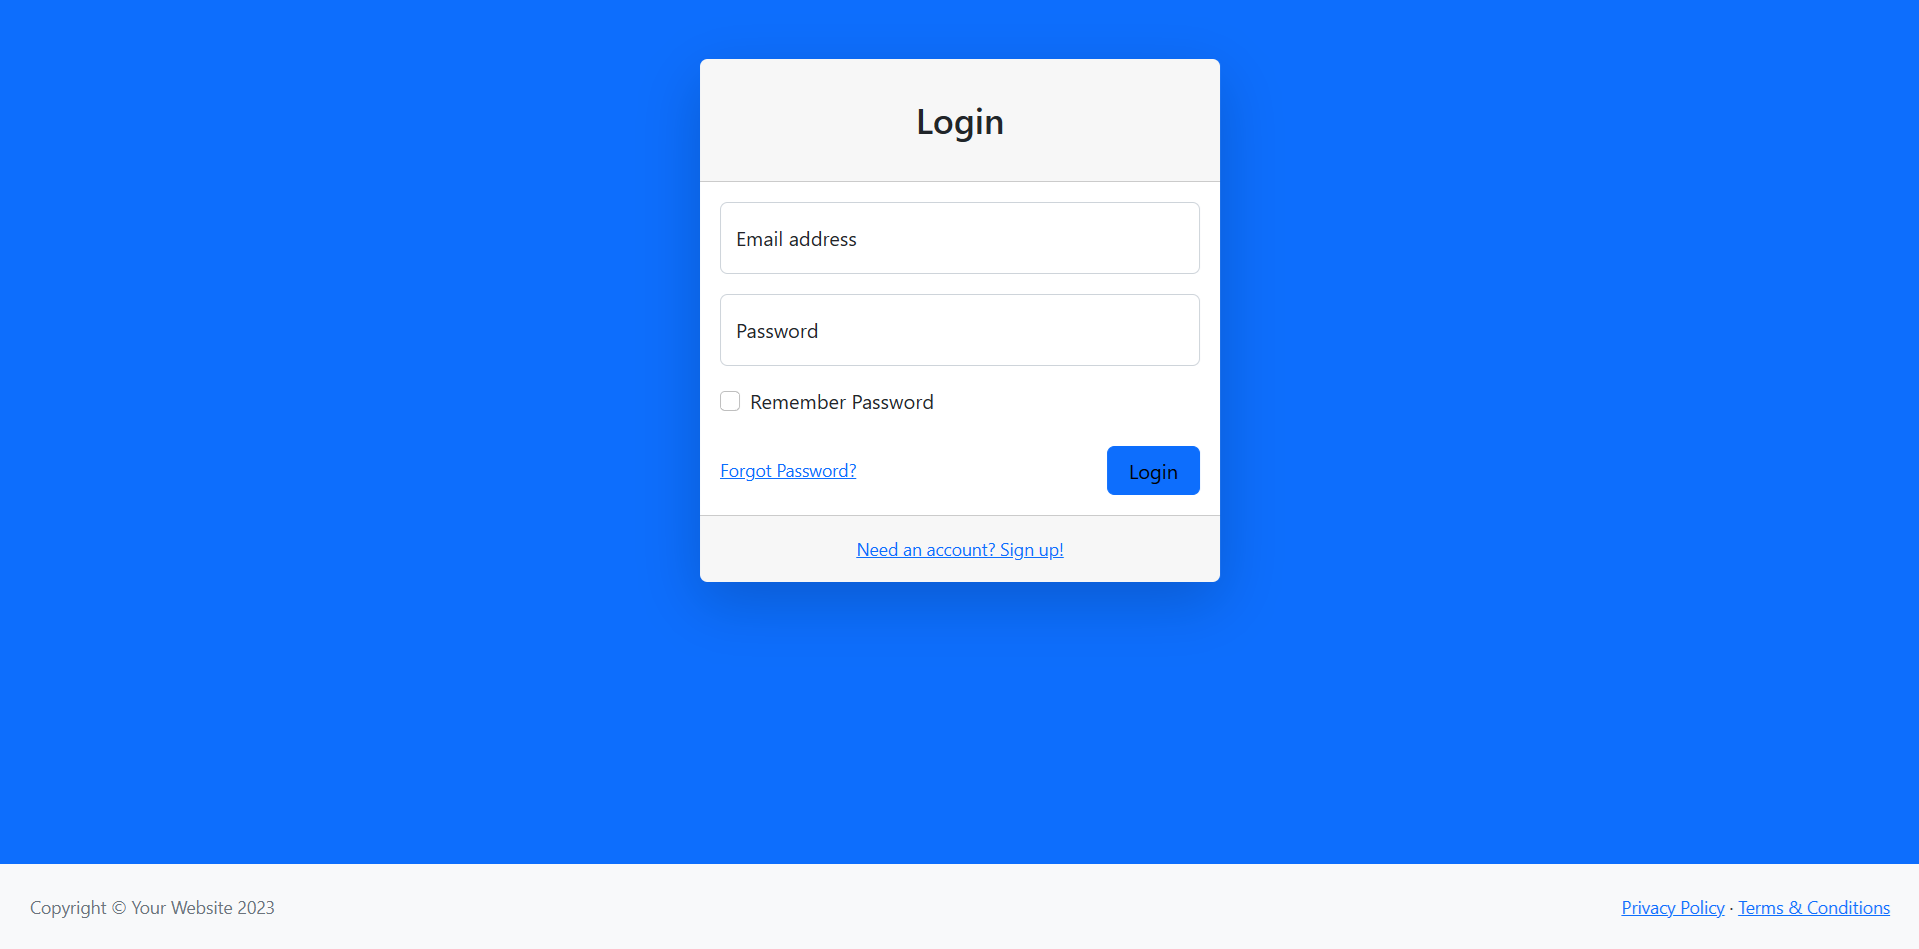 Login
Email address
Password
Remember Password
Forgot Password?
Login
Need an account? Sign up!
Copyright © Your Website 2023
Privacy Policy · Terms & Conditions